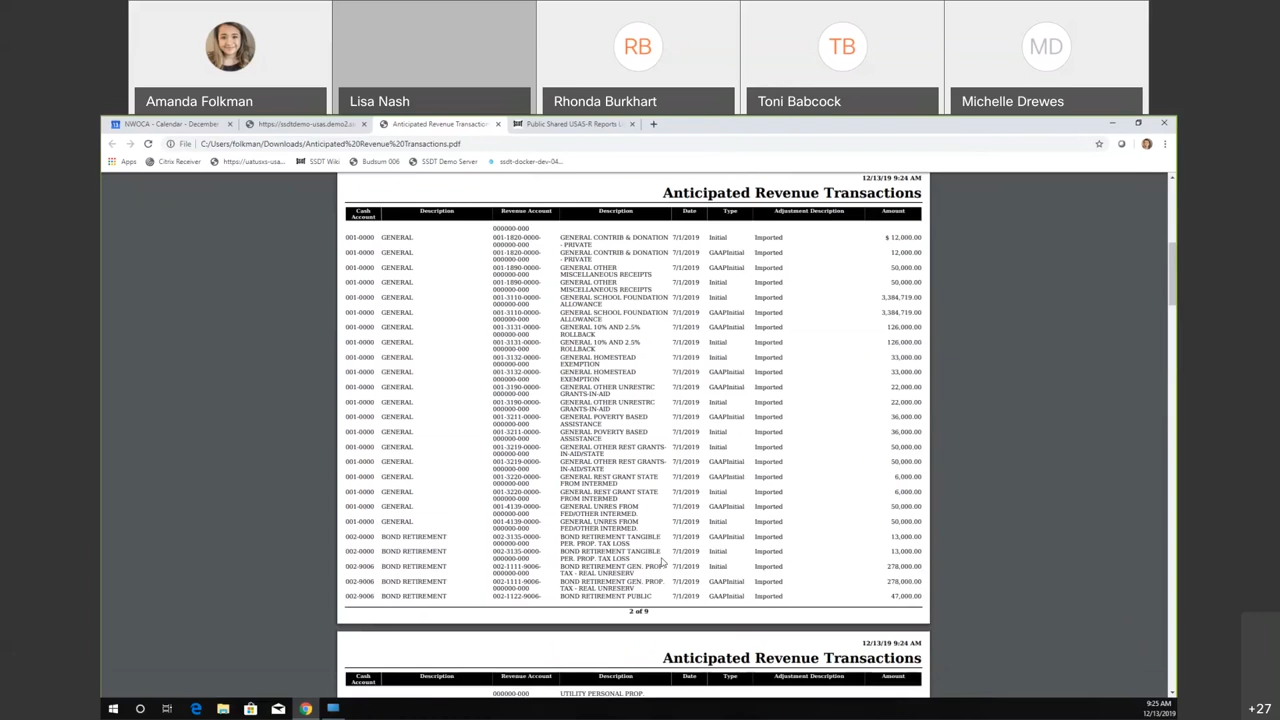 RB
TB
MD
Amanda Folkman
Lisa Nash
Rhonda Burkhart
Toni Babcock
Michelle Drewes
NWOCA - Calendar - December
https://ssdtdemo-usas.demo2.s
Anticipated Revenue Transaction
Public Shared USAS-R Reports L
File C:/Users/folkman/Downloads/Anticipated%20Revenue%20Transactions.pdf
Apps Citrix Receiver https://uatusxs-usa... SSDT Wiki Budsum 006 SSDT Demo Server ssdt-docker-dev-04...
12/13/19 9:24 AM
Anticipated Revenue Transactions
Cash Account Description Revenue Account Description Date Type Adjustment Description Amount
000000-000
001-0000 GENERAL 001-1820-0000- GENERAL CONTRIB & DONATION 7/1/2019 Initial Imported $ 12,000.00
000000-000 - PRIVATE
001-0000 GENERAL 001-1820-0000- GENERAL CONTRIB & DONATION 7/1/2019 GAAPInitial Imported 12,000.00
000000-000 - PRIVATE
001-0000 GENERAL 001-1890-0000- GENERAL OTHER 7/1/2019 GAAPInitial Imported 50,000.00
000000-000 MISCELLANEOUS RECEIPTS
001-0000 GENERAL 001-1890-0000- GENERAL OTHER 7/1/2019 Initial Imported 50,000.00
000000-000 MISCELLANEOUS RECEIPTS
001-0000 GENERAL 001-3110-0000- GENERAL SCHOOL FOUNDATION 7/1/2019 Initial Imported 3,384,719.00
000000-000 ALLOWANCE
001-0000 GENERAL 001-3110-0000- GENERAL SCHOOL FOUNDATION 7/1/2019 GAAPInitial Imported 3,384,719.00
000000-000 ALLOWANCE
001-0000 GENERAL 001-3131-0000- GENERAL 10% AND 2.5% 7/1/2019 GAAPInitial Imported 126,000.00
000000-000 ROLLBACK
001-0000 GENERAL 001-3131-0000- GENERAL 10% AND 2.5% 7/1/2019 Initial Imported 126,000.00
000000-000 ROLLBACK
001-0000 GENERAL 001-3132-0000- GENERAL HOMESTEAD 7/1/2019 Initial Imported 33,000.00
000000-000 EXEMPTION
001-0000 GENERAL 001-3132-0000- GENERAL HOMESTEAD 7/1/2019 GAAPInitial Imported 33,000.00
000000-000 EXEMPTION
001-0000 GENERAL 001-3190-0000- GENERAL OTHER UNRESTRC 7/1/2019 Initial Imported 22,000.00
000000-000 GRANTS-IN-AID
001-0000 GENERAL 001-3190-0000- GENERAL OTHER UNRESTRC 7/1/2019 GAAPInitial Imported 22,000.00
000000-000 GRANTS-IN-AID
001-0000 GENERAL 001-3211-0000- GENERAL POVERTY BASED 7/1/2019 GAAPInitial Imported 36,000.00
000000-000 ASSISTANCE
001-0000 GENERAL 001-3211-0000- GENERAL POVERTY BASED 7/1/2019 Initial Imported 36,000.00
000000-000 ASSISTANCE
001-0000 GENERAL 001-3219-0000- GENERAL OTHER REST GRANTS- 7/1/2019 Initial Imported 50,000.00
000000-000 IN-AID/STATE
001-0000 GENERAL 001-3219-0000- GENERAL OTHER REST GRANTS- 7/1/2019 GAAPInitial Imported 50,000.00
000000-000 IN-AID/STATE
001-0000 GENERAL 001-3220-0000- GENERAL REST GRANT STATE 7/1/2019 GAAPInitial Imported 6,000.00
000000-000 FROM INTERMED
001-0000 GENERAL 001-3220-0000- GENERAL REST GRANT STATE 7/1/2019 Initial Imported 6,000.00
000000-000 FROM INTERMED
001-0000 GENERAL 001-4139-0000- GENERAL UNRES FROM 7/1/2019 GAAPInitial Imported 50,000.00
000000-000 FED/OTHER INTERMED.
001-0000 GENERAL 001-4139-0000- GENERAL UNRES FROM 7/1/2019 Initial Imported 50,000.00
000000-000 FED/OTHER INTERMED.
002-0000 BOND RETIREMENT 002-3135-0000- BOND RETIREMENT TANGIBLE 7/1/2019 GAAPInitial Imported 13,000.00
000000-000 PER. PROP. TAX LOSS
002-0000 BOND RETIREMENT 002-3135-0000- BOND RETIREMENT TANGIBLE 7/1/2019 Initial Imported 13,000.00
000000-000 PER. PROP. TAX LOSS
002-9006 BOND RETIREMENT 002-1111-9006- BOND RETIREMENT GEN. PROP. 7/1/2019 Initial Imported 278,000.00
000000-000 TAX - REAL UNRESERV
002-9006 BOND RETIREMENT 002-1111-9006- BOND RETIREMENT GEN. PROP. 7/1/2019 GAAPInitial Imported 278,000.00
000000-000 TAX - REAL UNRESERV
002-9006 BOND RETIREMENT 002-1122-9006- BOND RETIREMENT PUBLIC 7/1/2019 GAAPInitial Imported 47,000.00
2 of 9
12/13/19 9:24 AM
Anticipated Revenue Transactions
Cash Account Description Revenue Account Description Date Type Adjustment Description Amount
000000-000 UTILITY PERSONAL PROP.
9:25 AM
12/13/2019
+27